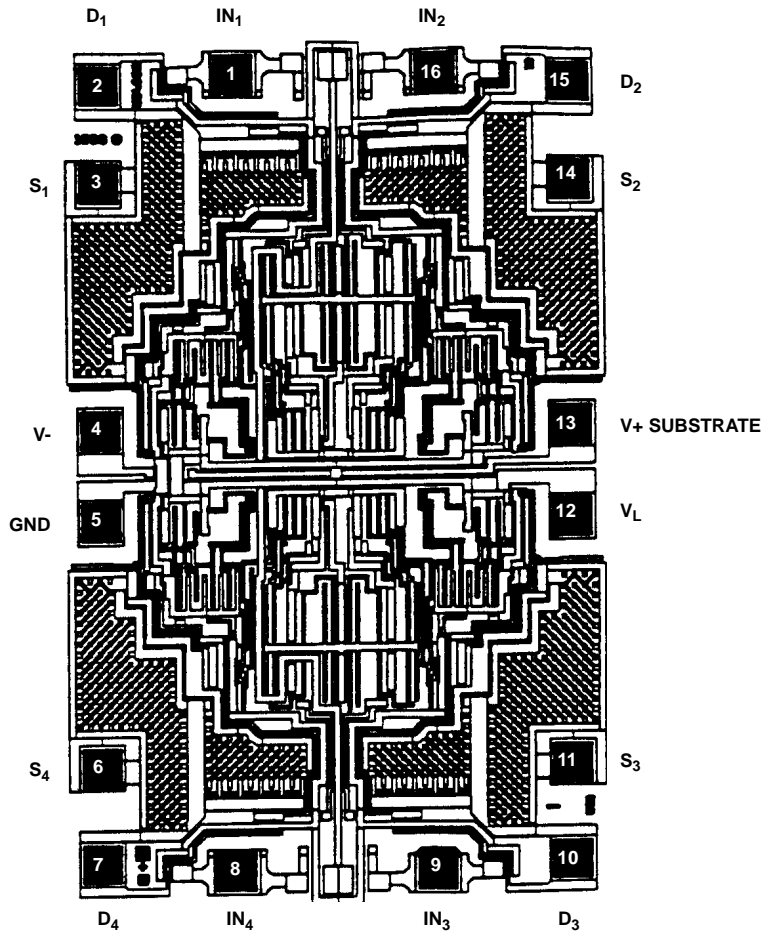 D1 IN1 IN2
2 1 16 15 D2
S1 3 14 S2
V- 4 13 V+ SUBSTRATE
GND 5 12 VL
S4 6 11 S3
7 8 9 10
D4 IN4 IN3 D3